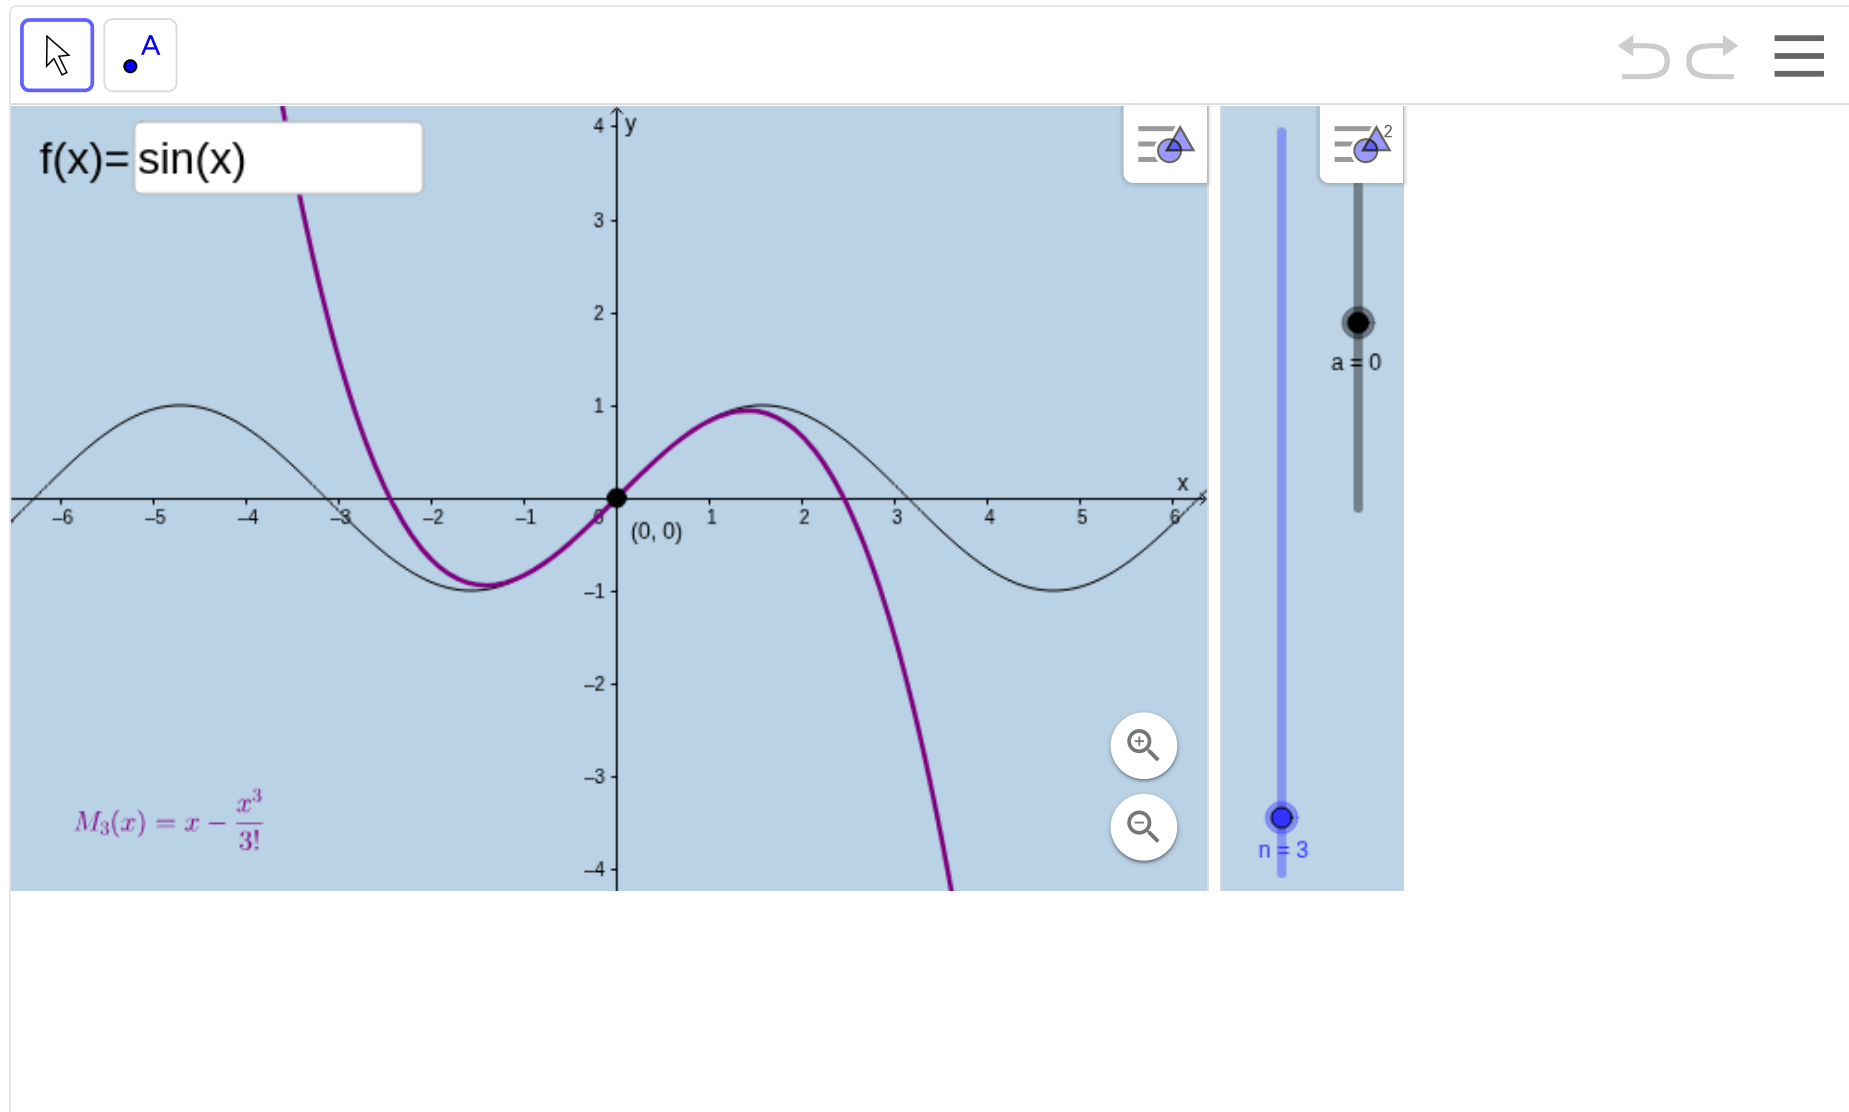 A
f(x)= sin(x)
y
4
3
2
1
x
–6 –5 –4 –3 –2 –1 0 1 2 3 4 5 6
(0, 0)
–1
–2
–3
–4
M₃(x) = x − x³/3!
2
a = 0
n = 3